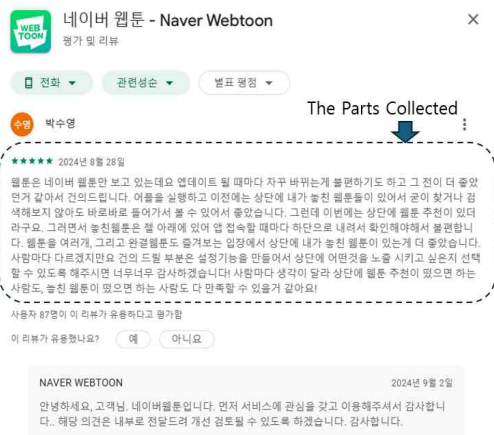 WEB
TOON
네이버 웹툰 - Naver Webtoon
평가 및 리뷰
전화
관련성순
별표 평점
The Parts Collected
수영
박수영
★★★★★ 2024년 8월 28일
웹툰은 네이버 웹툰만 보고 있는데요 앱데이트 될 때마다 자꾸 바뀌는게 불편하기도 하고 그 전이 더 좋았
던거 같아서 건의드립니다. 어플을 실행하고 이전에는 상단에 내가 놓친 웹툰들이 있어서 굳이 찾거나 검
색해보지 않아도 바로바로 들어가서 볼 수 있어서 좋았습니다. 그런데 이번에는 상단에 웹툰 추천이 있더
라구요. 그러면서 놓친웹툰은 젤 아래에 있어 앱 접속할 때마다 하단으로 내려서 확인해야해서 불편합니
다. 웹툰을 여러개, 그리고 완결웹툰도 즐겨보는 입장에서 상단에 내가 놓친 웹툰이 있는게 더 좋았습니다.
사람마다 다르겠지만요 건의 드릴 부분은 설정기능을 만들어서 상단에 어떤것을 노출 시키고 싶은지 선택
할 수 있도록 해주시면 너무너무 감사하겠습니다! 사람마다 생각이 달라 상단에 웹툰 추천이 떴으면 하는
사람도, 놓친 웹툰이 떴으면 하는 사람도 다 만족할 수 있을거 같아요!
사용자 87명이 이 리뷰가 유용하다고 평가함
이 리뷰가 유용했나요?
예
아니요
NAVER WEBTOON
2024년 9월 2일
안녕하세요, 고객님. 네이버웹툰입니다. 먼저 서비스에 관심을 갖고 이용해주셔서 감사합니
다.. 해당 의견은 내부로 전달드려 개선 검토될 수 있도록 하겠습니다. 감사합니다.